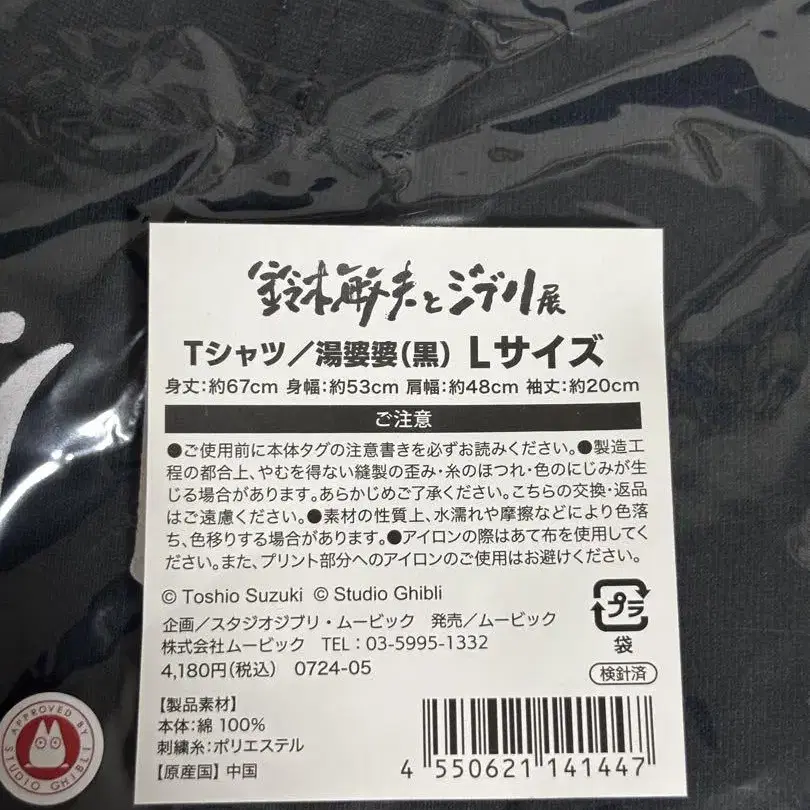 鈴木敏夫とジブリ展
Tシャツ/湯婆婆(黒) Lサイズ
身丈:約67cm 身幅:約53cm 肩幅:約48cm 袖丈:約20cm
ご注意
●ご使用前に本体タグの注意書きを必ずお読みください。●製造工
程の都合上、やむを得ない縫製の歪み・糸のほつれ・色のにじみが生
じる場合があります。あらかじめご了承ください。こちらの交換・返品
はご遠慮ください。●素材の性質上、水濡れや摩擦などにより色落
ち、色移りする場合があります。●アイロンの際はあて布を使用してく
ださい。また、プリント部分へのアイロンのご使用はお避けください。
© Toshio Suzuki © Studio Ghibli
企画/スタジオジブリ・ムービック 発売/ムービック
株式会社ムービック TEL:03-5995-1332
4,180円(税込) 0724-05
プラ
袋
検針済
【製品素材】
本体:綿 100%
刺繍糸:ポリエステル
【原産国】中国
4 550621 141447
APPROVED BY
STUDIO GHIBLI